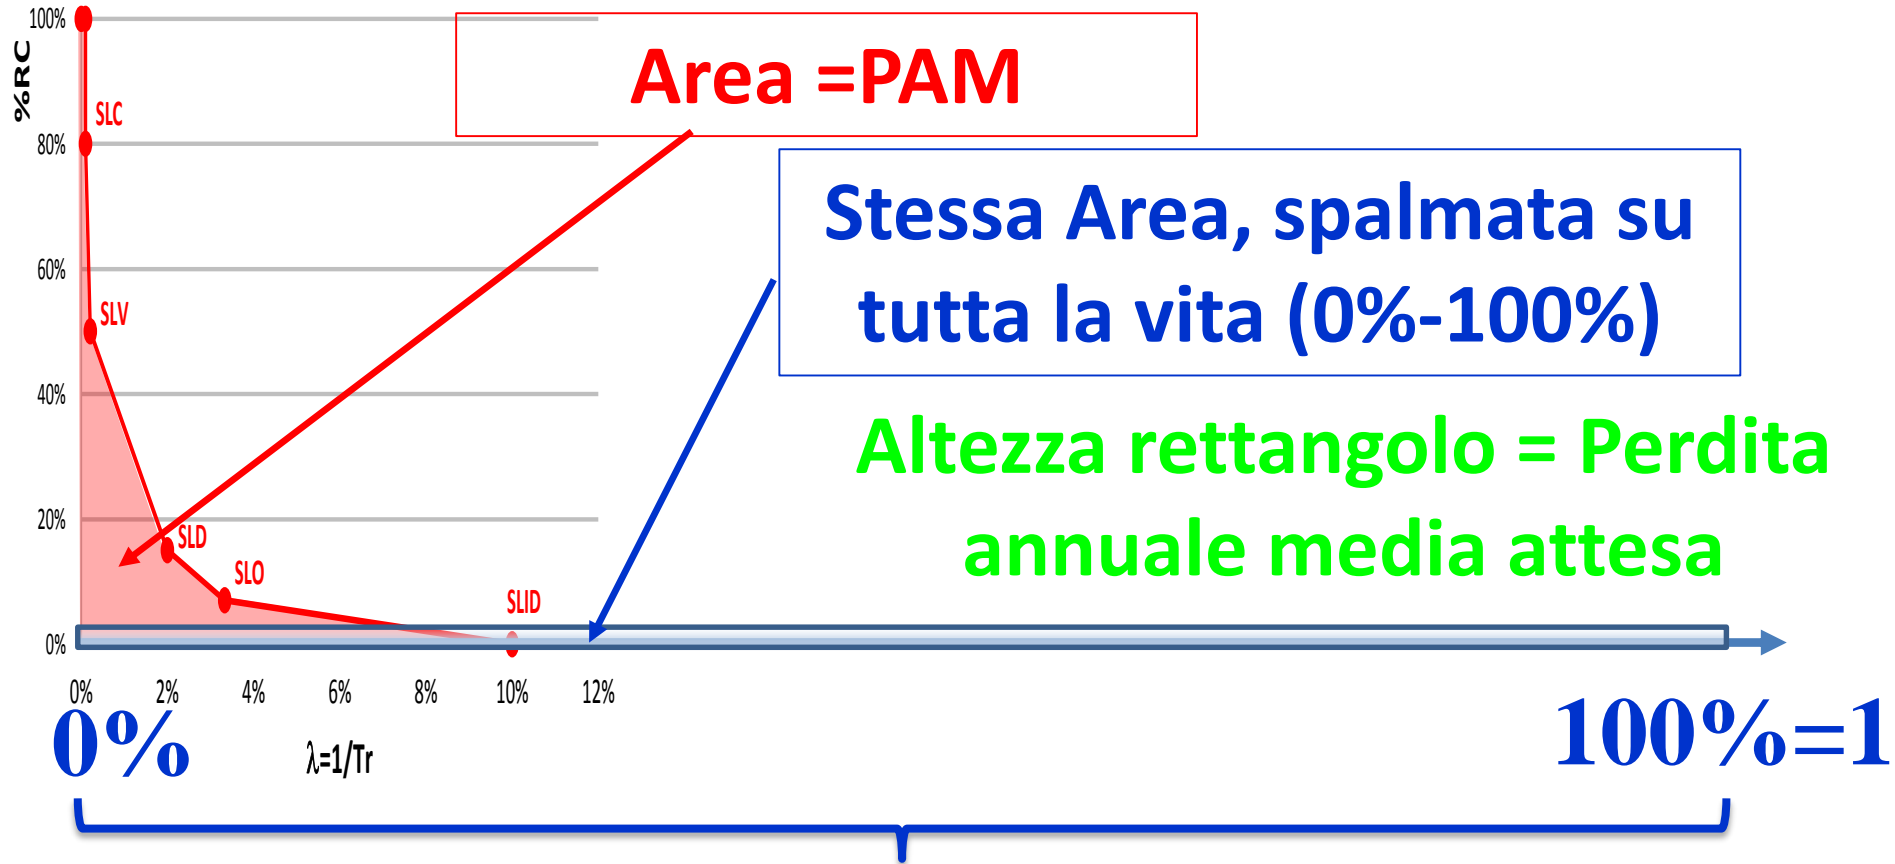 100%
%RC
Area =PAM
SLC
80%
Stessa Area, spalmata su
tutta la vita (0%-100%)
60%
SLV
40%
Altezza rettangolo = Perdita
annuale media attesa
20%
SLD
SLO
SLID
0%
0% 2% 4% 6% 8% 10% 12%
0%
100%=1
λ=1/Tr